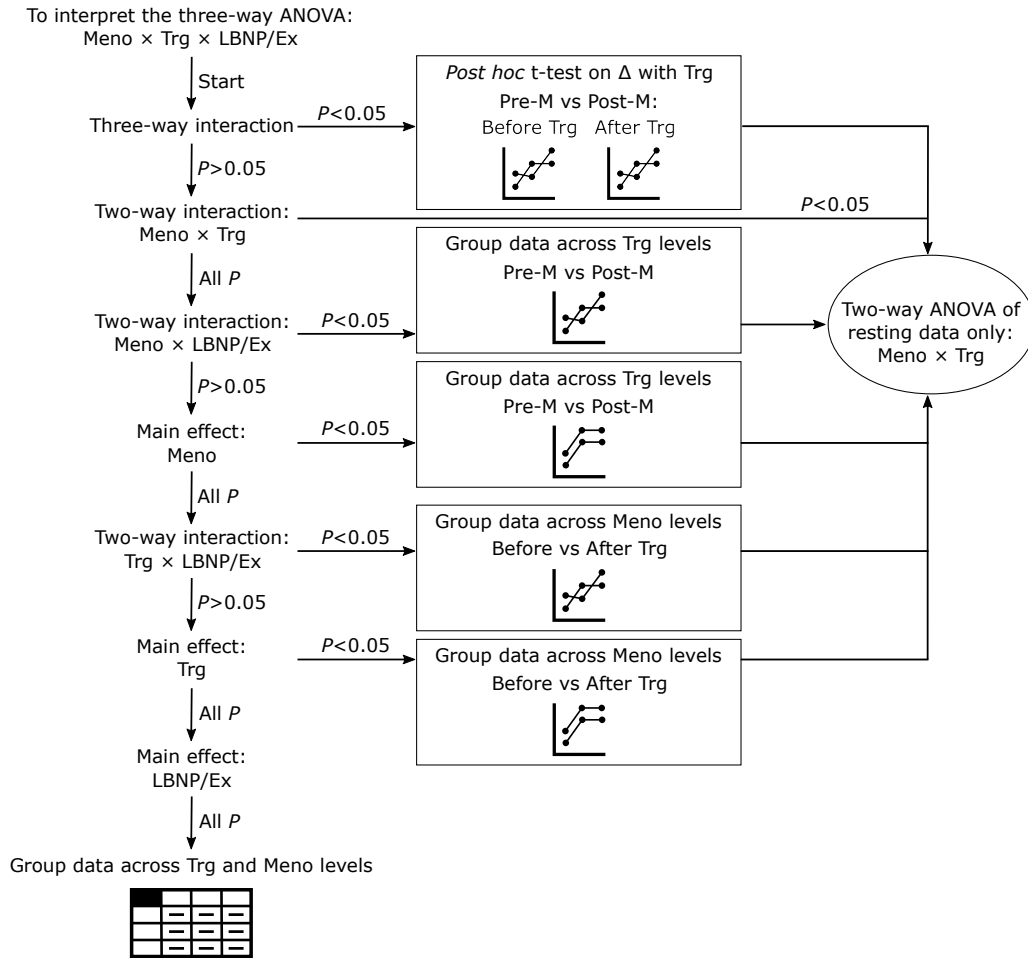 To interpret the three-way ANOVA:
Meno × Trg × LBNP/Ex
Start
Three-way interaction
P<0.05
Post hoc t-test on Δ with Trg
Pre-M vs Post-M:
Before Trg After Trg
P>0.05
Two-way interaction:
Meno × Trg
P<0.05
All P
Group data across Trg levels
Pre-M vs Post-M
Two-way interaction:
Meno × LBNP/Ex
P<0.05
Two-way ANOVA of
resting data only:
Meno × Trg
P>0.05
Group data across Trg levels
Pre-M vs Post-M
Main effect:
Meno
P<0.05
All P
Group data across Meno levels
Before vs After Trg
Two-way interaction:
Trg × LBNP/Ex
P<0.05
P>0.05
Main effect:
Trg
P<0.05
Group data across Meno levels
Before vs After Trg
All P
Main effect:
LBNP/Ex
All P
Group data across Trg and Meno levels